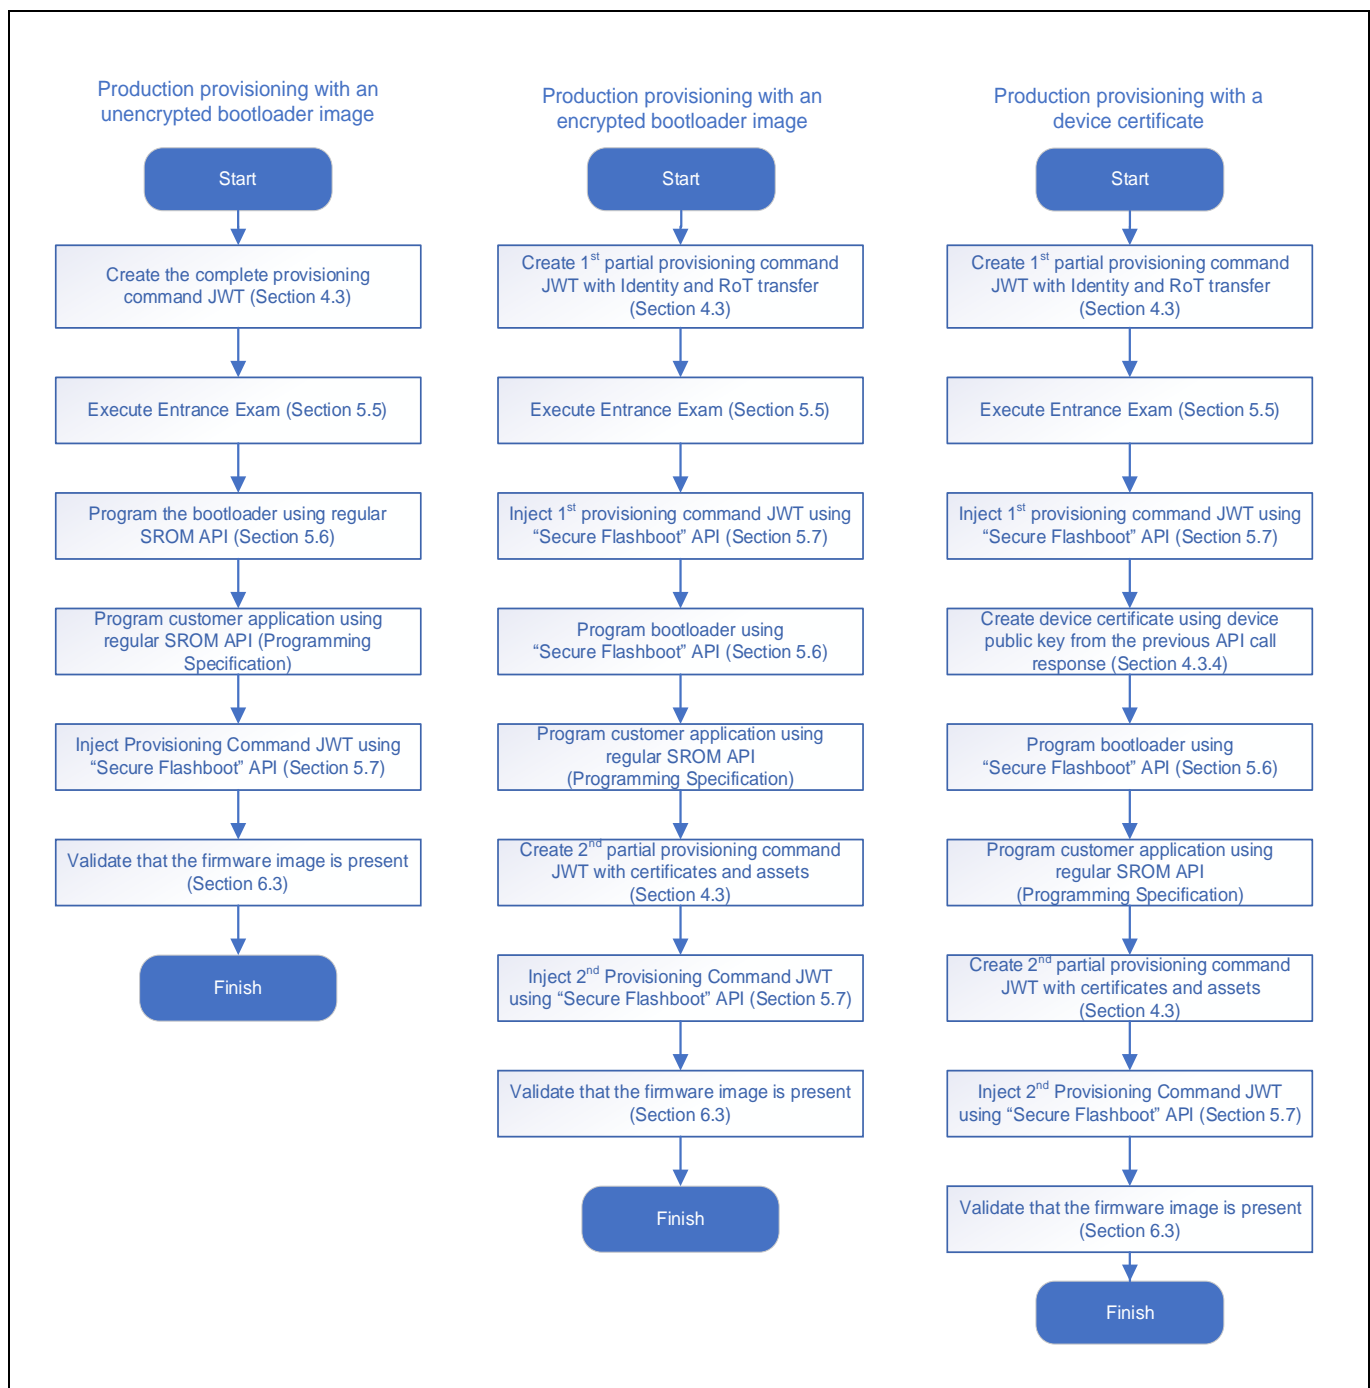 Production provisioning with an
unencrypted bootloader image
Start
Create the complete provisioning
command JWT (Section 4.3)
Execute Entrance Exam (Section 5.5)
Program the bootloader using regular
SROM API (Section 5.6)
Program customer application using
regular SROM API (Programming
Specification)
Inject Provisioning Command JWT using
“Secure Flashboot” API (Section 5.7)
Validate that the firmware image is present
(Section 6.3)
Finish
Production provisioning with an
encrypted bootloader image
Start
Create 1st partial provisioning command
JWT with Identity and RoT transfer
(Section 4.3)
Execute Entrance Exam (Section 5.5)
Inject 1st provisioning command JWT using
“Secure Flashboot” API (Section 5.7)
Program bootloader using
“Secure Flashboot” API (Section 5.6)
Program customer application using
regular SROM API
(Programming Specification)
Create 2nd partial provisioning command
JWT with certificates and assets
(Section 4.3)
Inject 2nd Provisioning Command JWT
using “Secure Flashboot” API (Section 5.7)
Validate that the firmware image is present
(Section 6.3)
Finish
Production provisioning with a
device certificate
Start
Create 1st partial provisioning command
JWT with Identity and RoT transfer
(Section 4.3)
Execute Entrance Exam (Section 5.5)
Inject 1st provisioning command JWT using
“Secure Flashboot” API (Section 5.7)
Create device certificate using device
public key from the previous API call
response (Section 4.3.4)
Program bootloader using
“Secure Flashboot” API (Section 5.6)
Program customer application using
regular SROM API
(Programming Specification)
Create 2nd partial provisioning command
JWT with certificates and assets
(Section 4.3)
Inject 2nd Provisioning Command JWT
using “Secure Flashboot” API (Section 5.7)
Validate that the firmware image is present
(Section 6.3)
Finish